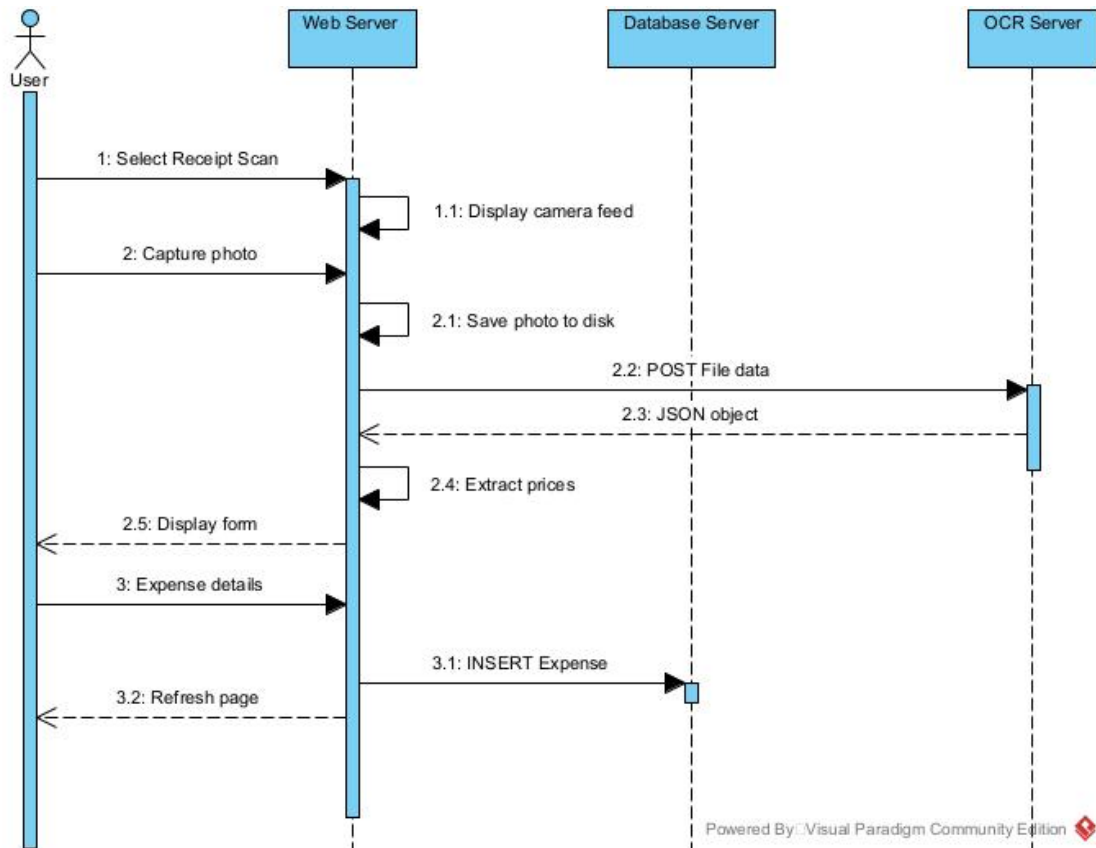 Web Server
Database Server
OCR Server
User
1: Select Receipt Scan
1.1: Display camera feed
2: Capture photo
2.1: Save photo to disk
2.2: POST File data
2.3: JSON object
2.4: Extract prices
2.5: Display form
3: Expense details
3.1: INSERT Expense
3.2: Refresh page
Powered By Visual Paradigm Community Edition